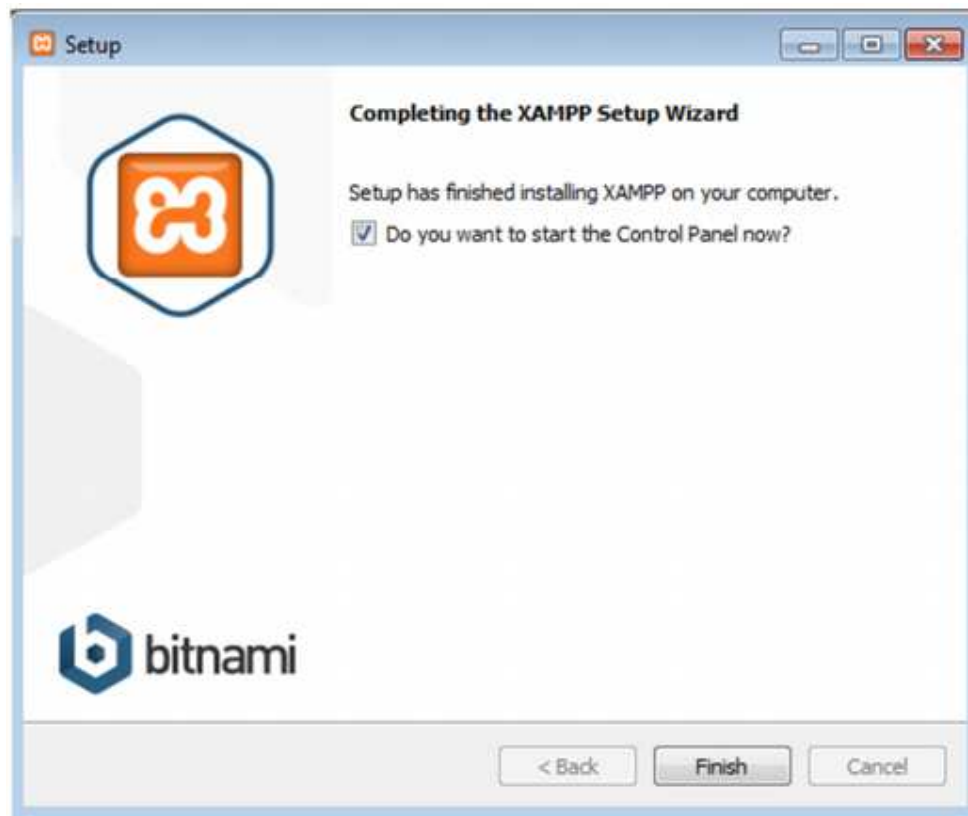 Setup
Completing the XAMPP Setup Wizard
Setup has finished installing XAMPP on your computer.
Do you want to start the Control Panel now?
bitnami
< Back
Finish
Cancel